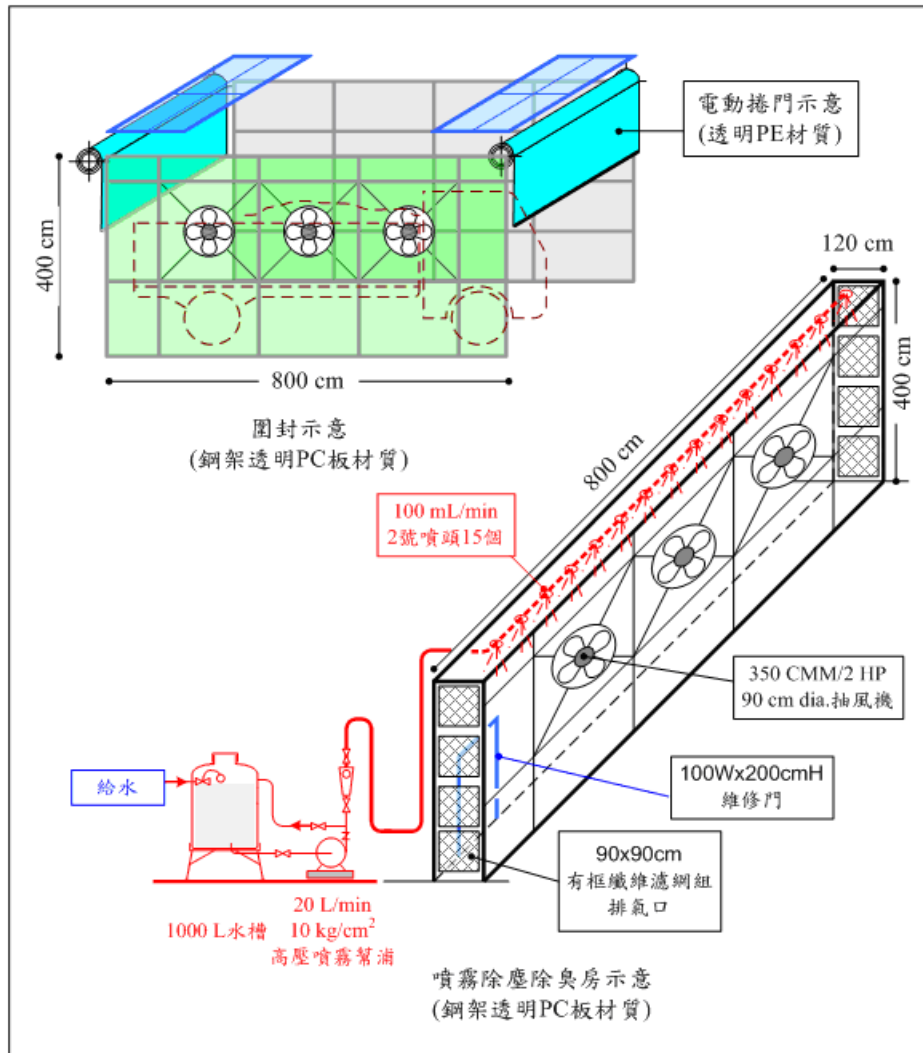 電動捲門示意
(透明PE材質)
400 cm
800 cm
圍封示意
(鋼架透明PC板材質)
120 cm
400 cm
800 cm
100 mL/min
2號噴頭15個
350 CMM/2 HP
90 cm dia.抽風機
100Wx200cmH
維修門
給水
90x90cm
有框纖維濾網組
排氣口
1000 L水槽
20 L/min
10 kg/cm²
高壓噴霧幫浦
噴霧除塵除臭房示意
(鋼架透明PC板材質)